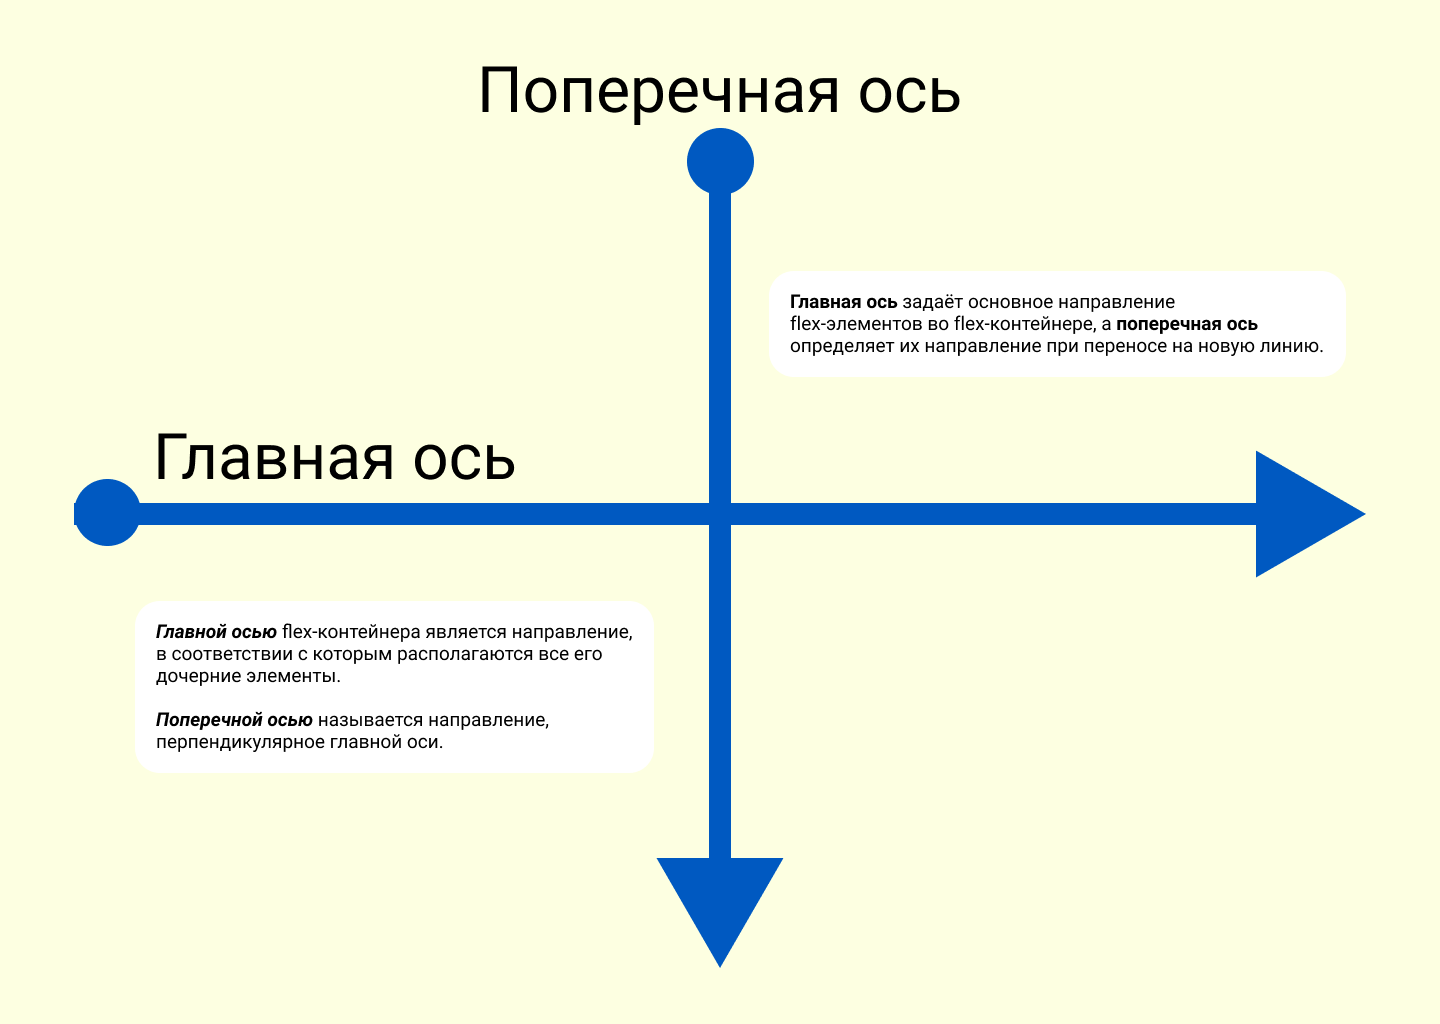 Поперечная ось
Главная ось задаёт основное направление
flex-элементов во flex-контейнере, а поперечная ось
определяет их направление при переносе на новую линию.
Главная ось
Главной осью flex-контейнера является направление,
в соответствии с которым располагаются все его
дочерние элементы.
Поперечной осью называется направление,
перпендикулярное главной оси.